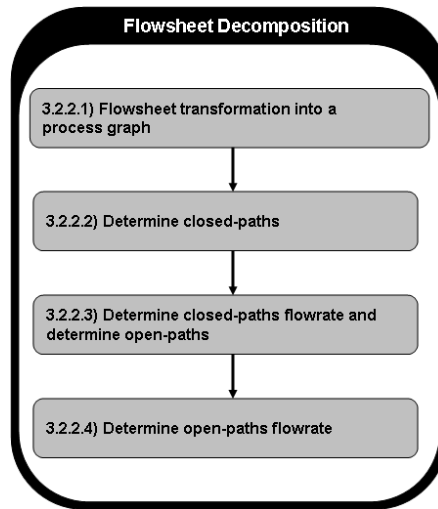 Flowsheet Decomposition
3.2.2.1) Flowsheet transformation into a
process graph
3.2.2.2) Determine closed-paths
3.2.2.3) Determine closed-paths flowrate and
determine open-paths
3.2.2.4) Determine open-paths flowrate